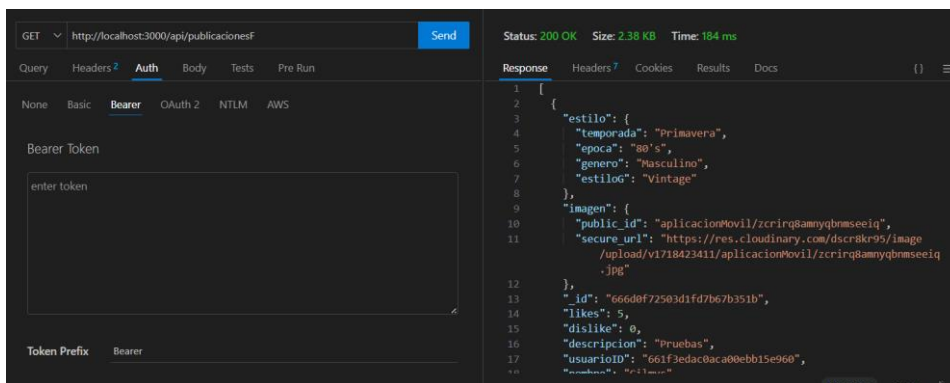 GET http://localhost:3000/api/publicacionesF Send
Query Headers 2 Auth Body Tests Pre Run
None Basic Bearer OAuth 2 NTLM AWS
Bearer Token
enter token
Token Prefix Bearer
Status: 200 OK Size: 2.38 KB Time: 184 ms
Response Headers 7 Cookies Results Docs {}
1 [
2 {
3 "estilo": {
4 "temporada": "Primavera",
5 "epoca": "80's",
6 "genero": "Masculino",
7 "estiloG": "Vintage"
8 },
9 "imagen": {
10 "public_id": "aplicacionMovil/zcrirq8amnyqbnmseeiq",
11 "secure_url": "https://res.cloudinary.com/dscr8kr95/image
/upload/v1718423411/aplicacionMovil/zcrirq8amnyqbnmseeiq
.jpg"
12 },
13 "_id": "666d0f72503d1fd7b67b351b",
14 "likes": 5,
15 "dislike": 0,
16 "descripcion": "Pruebas",
17 "usuarioID": "661f3edac0aca00ebb15e960",